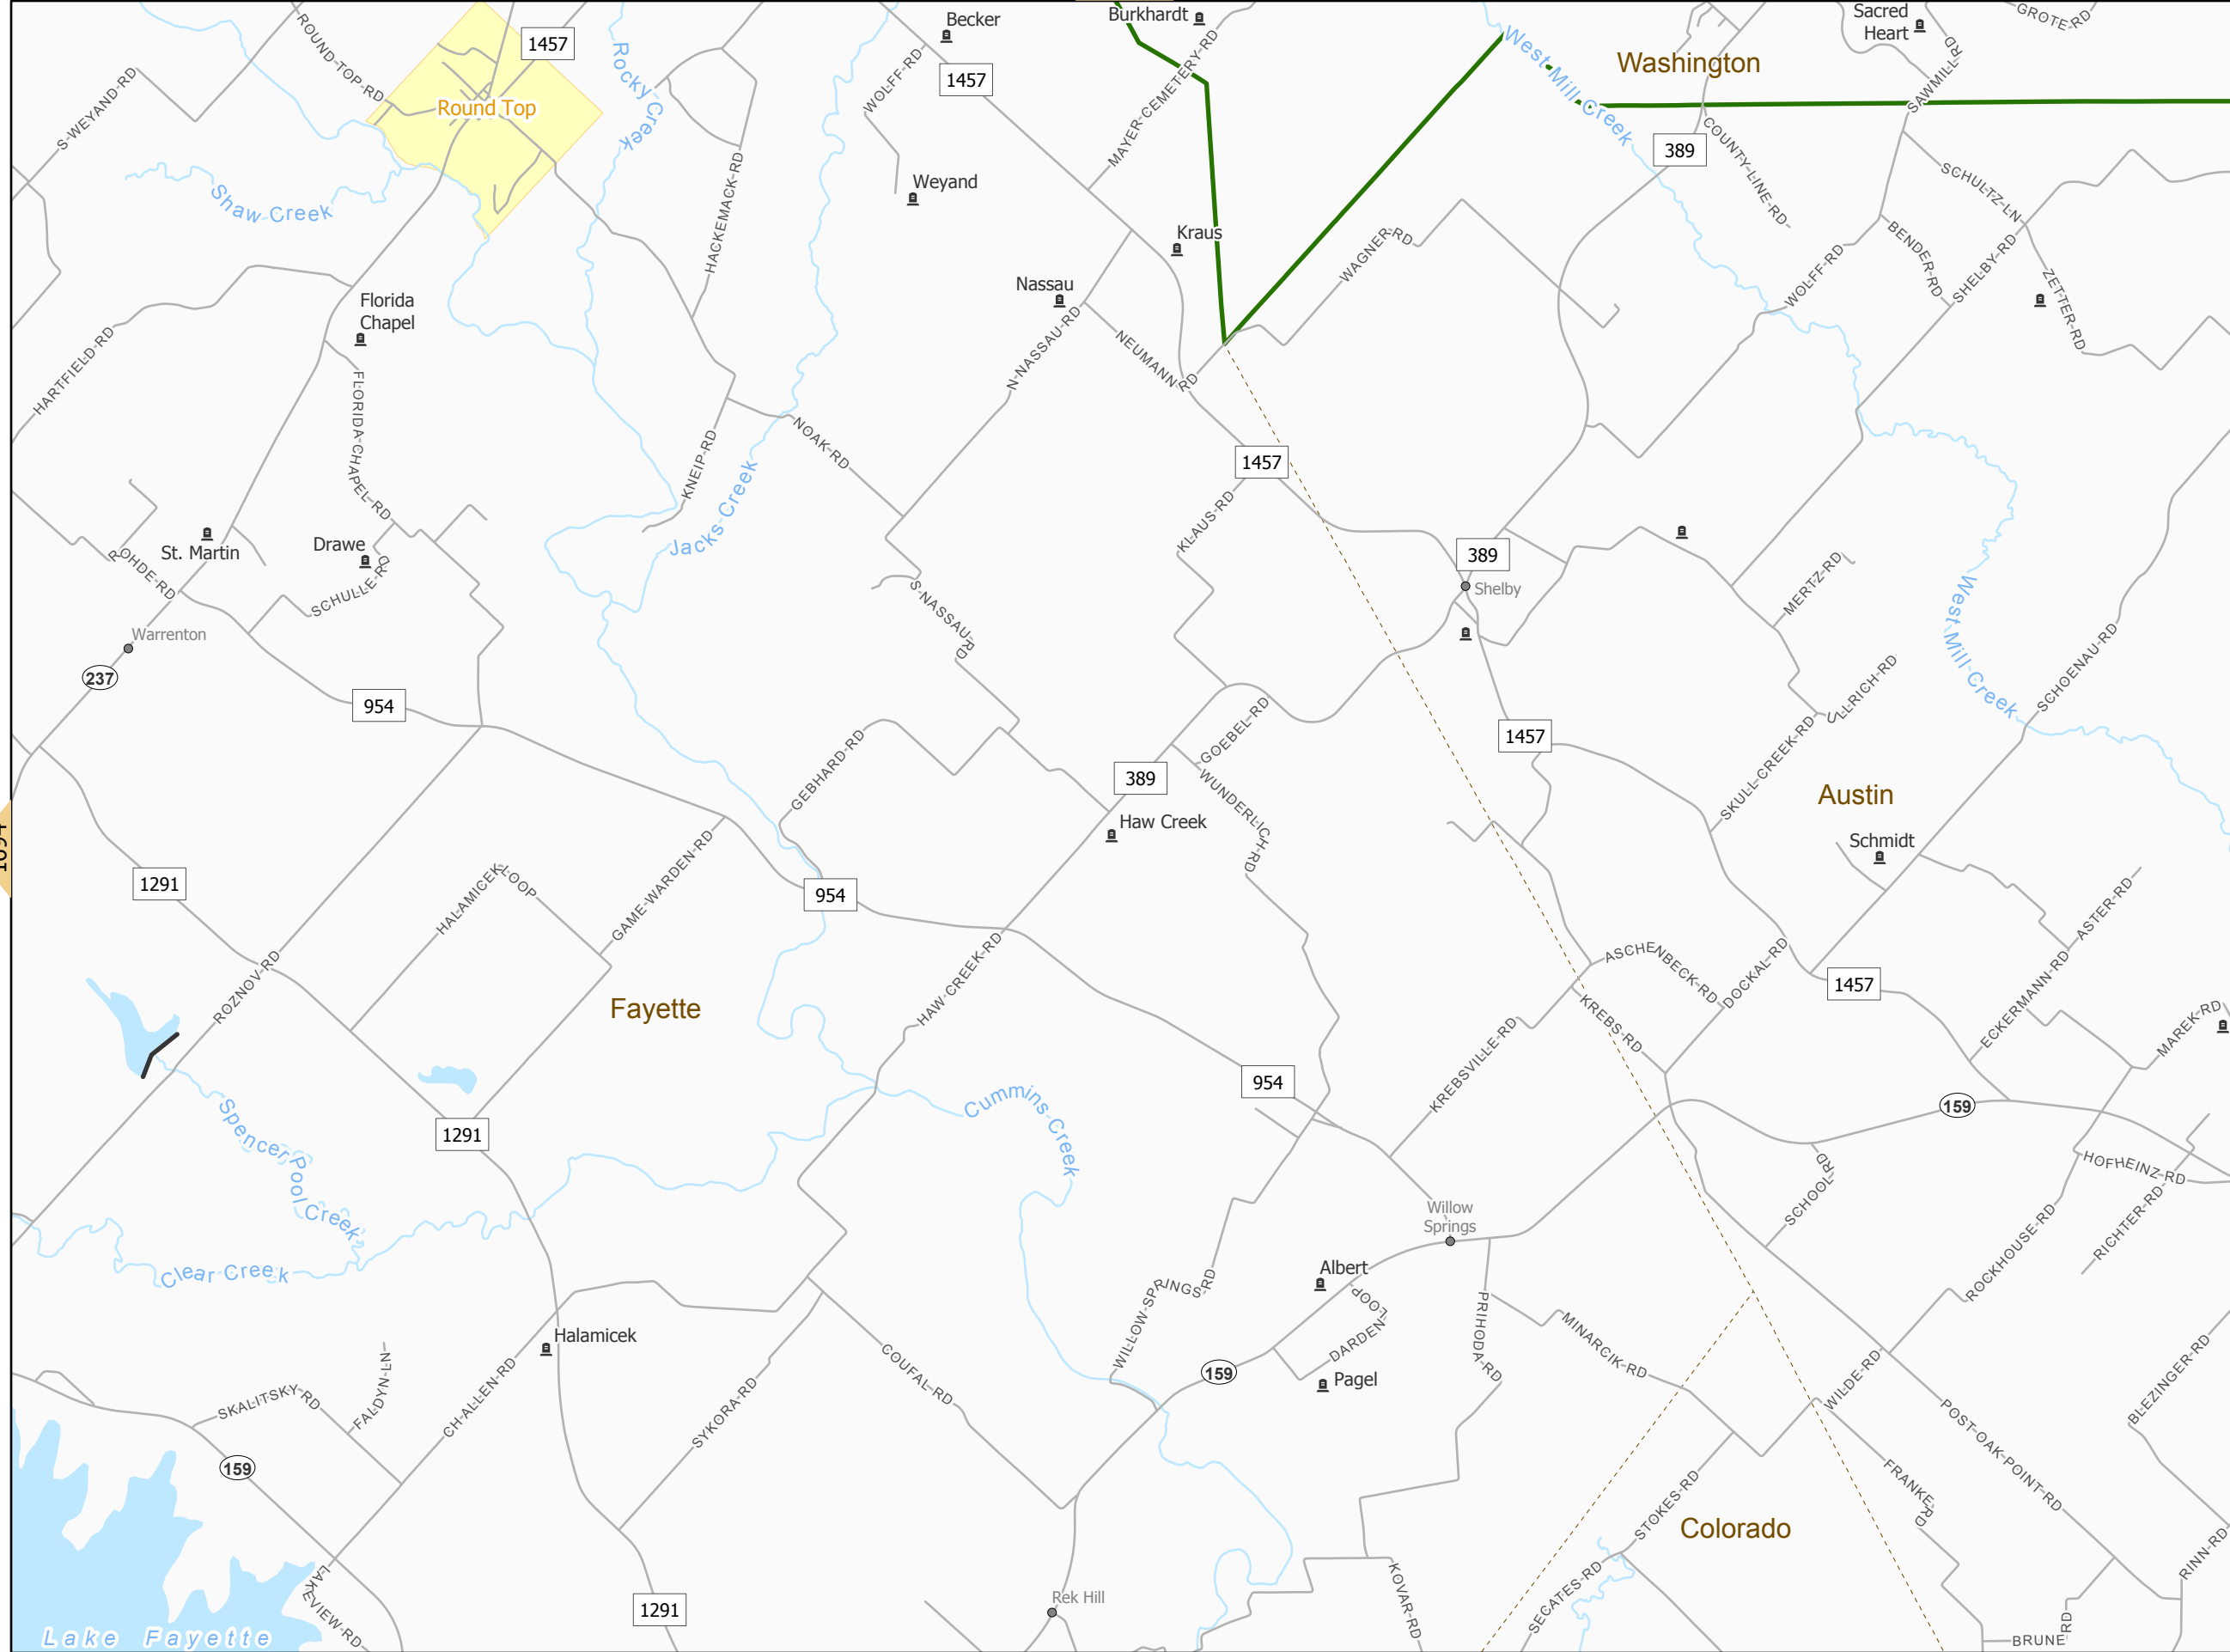 Becker
Burkhardt
Sacred
Heart
GROTE-RD
ROUND-TOP-RD
1457
Rocky-Creek
WOLFF-RD
1457
MAYER-CEMETERY-RD
West-Mill-Creek
Washington
SAWMILL-RD
S-WEYAND-RD
Round Top
389
COUNTY-LINE-RD
Shaw-Creek
HACKEMACK-RD
Weyand
SCHULTZ-LN
Kraus
WAGNER-RD
WOLFF-RD
BENDER-RD
SHELBY-RD
ZETTER-RD
Florida
Chapel
Nassau
N-NASSAU-RD
NEUMANN-RD
HARTFIELD-RD
FLORIDA-CHAPEL-RD
NOAK-RD
KNEIP-RD
Jacks-Creek
1457
KLAUS-RD
St. Martin
Drawe
ROHDE-RD
SCHULLE-RD
389
Shelby
MERTZ-RD
West-Mill-Creek
S-NASSAU-RD
Warrenton
237
954
SCHOENAU-RD
ULLRICH-RD
GOEBEL-RD
1457
SKULL-CREEK-RD
GEBHARD-RD
389
WUNDERLICH-RD
Austin
Haw Creek
Schmidt
1694
1291
HALAMICEK-LOOP
GAME-WARDEN-RD
954
ASTER-RD
ROZNOV-RD
HAW-CREEK-RD
ASCHENBECK-RD
DOCKAL-RD
1457
ECKERMANN-RD
Fayette
KREBS-RD
MAREK-RD
KREBSVILLE-RD
954
Cummins-Creek
159
Spencer-Pool-Creek
1291
SCHOOL-RD
HOFHEINZ-RD
RICHTER-RD
ROCKHOUSE-RD
Willow
Springs
Clear-Creek
Albert
WILLOW-SPRINGS-RD
DARDEN-LOOP
PRIHODA-RD
MINARCIK-RD
Halamicek
COUFAL-RD
159
Pagel
WILDE-RD
BLEZINGER-RD
SKALITSKY-RD
FALDYN-LN
CH-ALLEN-RD
SYKORA-RD
POST-OAK-POINT-RD
159
FRANKE-RD
STOKES-RD
Colorado
SECATES-RD
RINN-RD
LAKEVIEW-RD
KOVAR-RD
Rek Hill
1291
Lake Fayette
BRUNE-RD